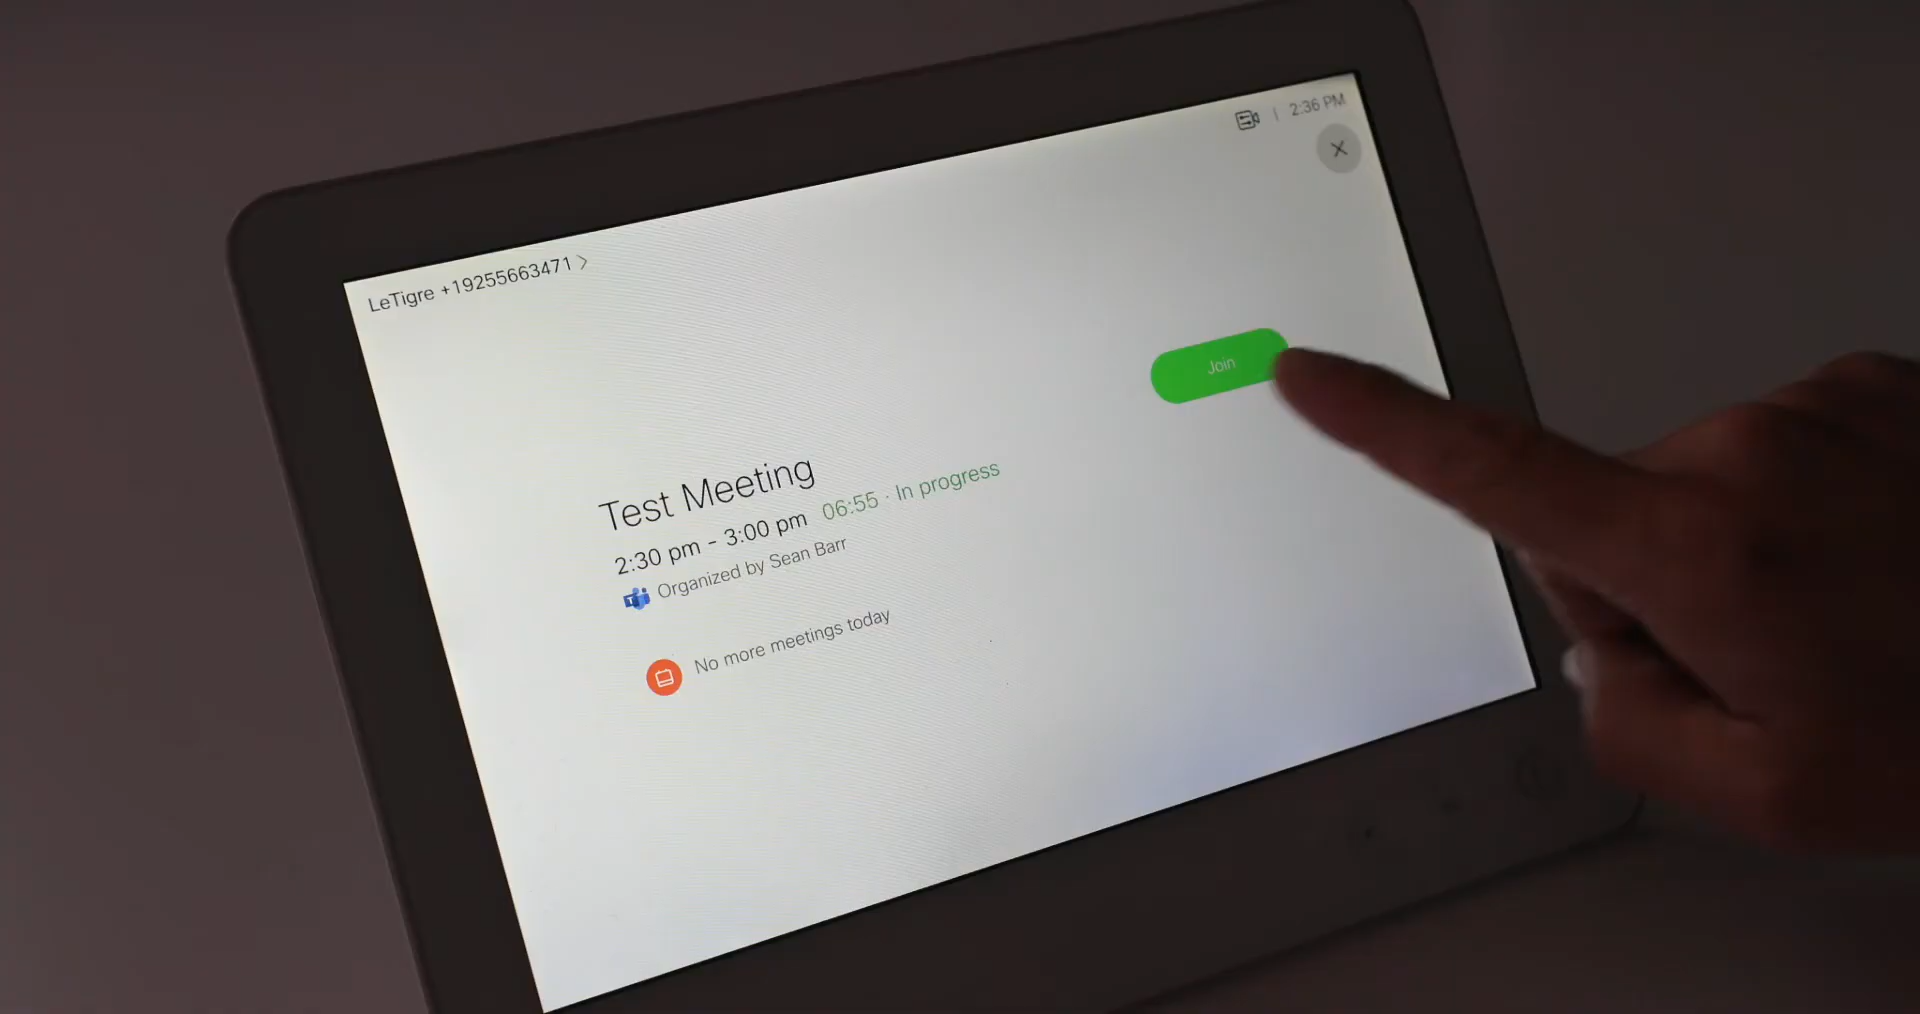 2:36 PM
LeTigre +19255663471 >
Join
Test Meeting
2:30 pm - 3:00 pm 06:55 · In progress
Organized by Sean Barr
No more meetings today